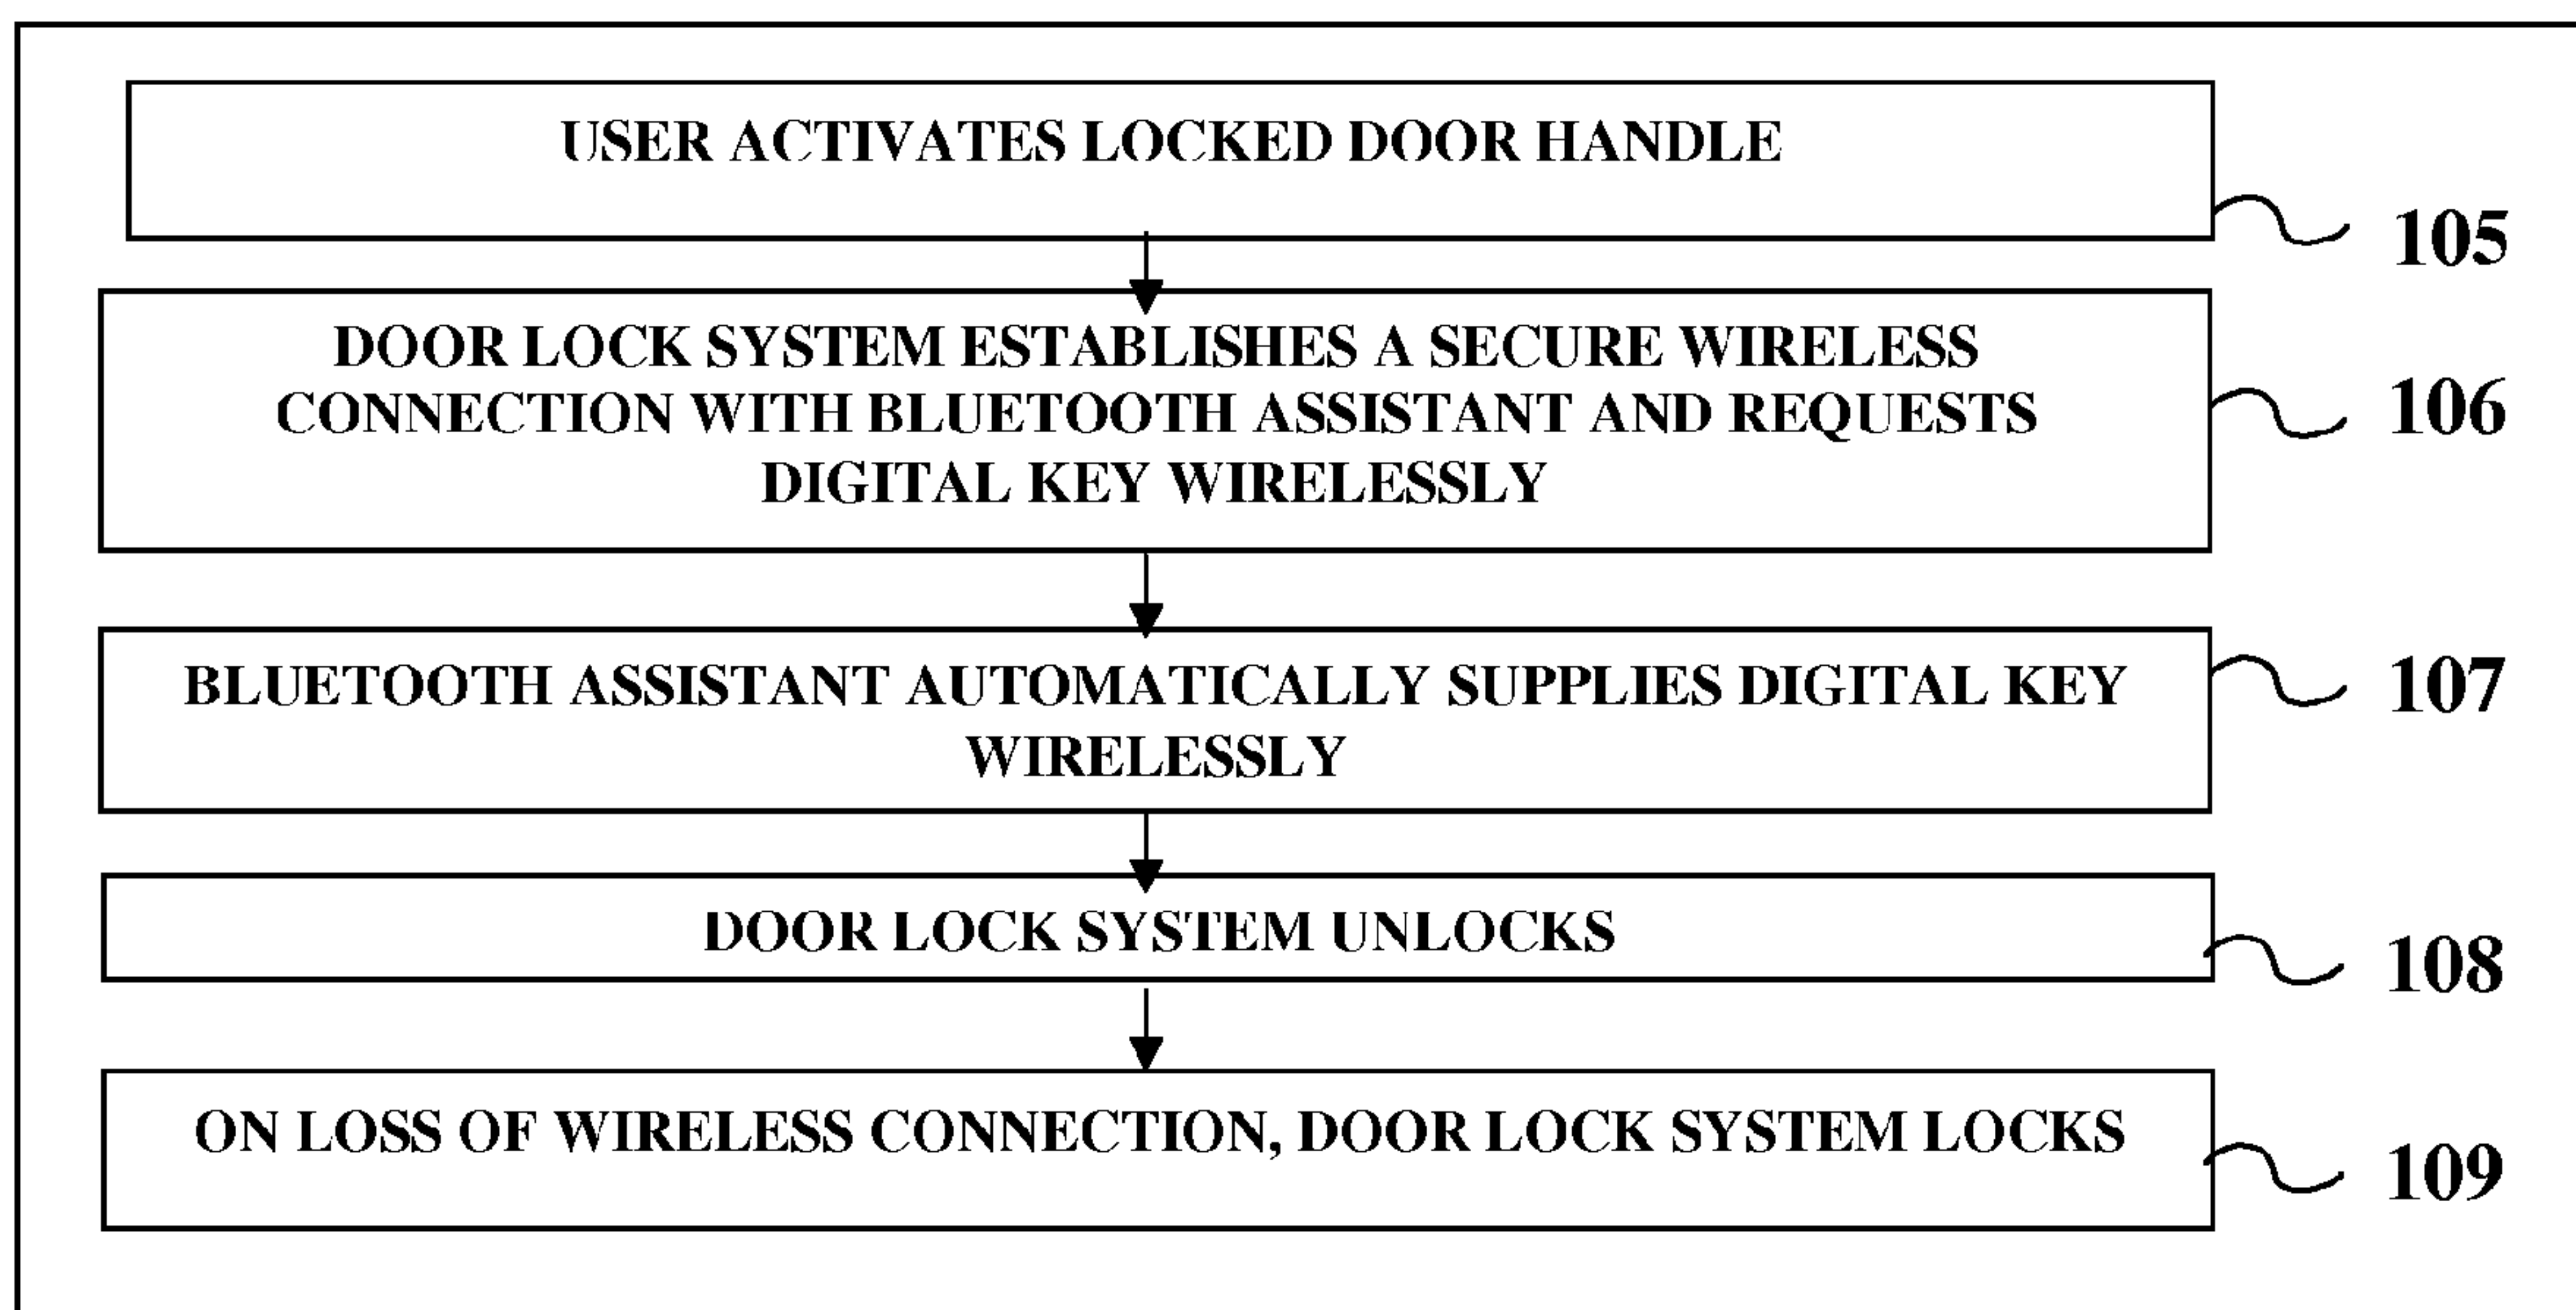 USER ACTIVATES LOCKED DOOR HANDLE
105
DOOR LOCK SYSTEM ESTABLISHES A SECURE WIRELESS
CONNECTION WITH BLUETOOTH ASSISTANT AND REQUESTS
DIGITAL KEY WIRELESSLY
106
BLUETOOTH ASSISTANT AUTOMATICALLY SUPPLIES DIGITAL KEY
WIRELESSLY
107
DOOR LOCK SYSTEM UNLOCKS
108
ON LOSS OF WIRELESS CONNECTION, DOOR LOCK SYSTEM LOCKS
109